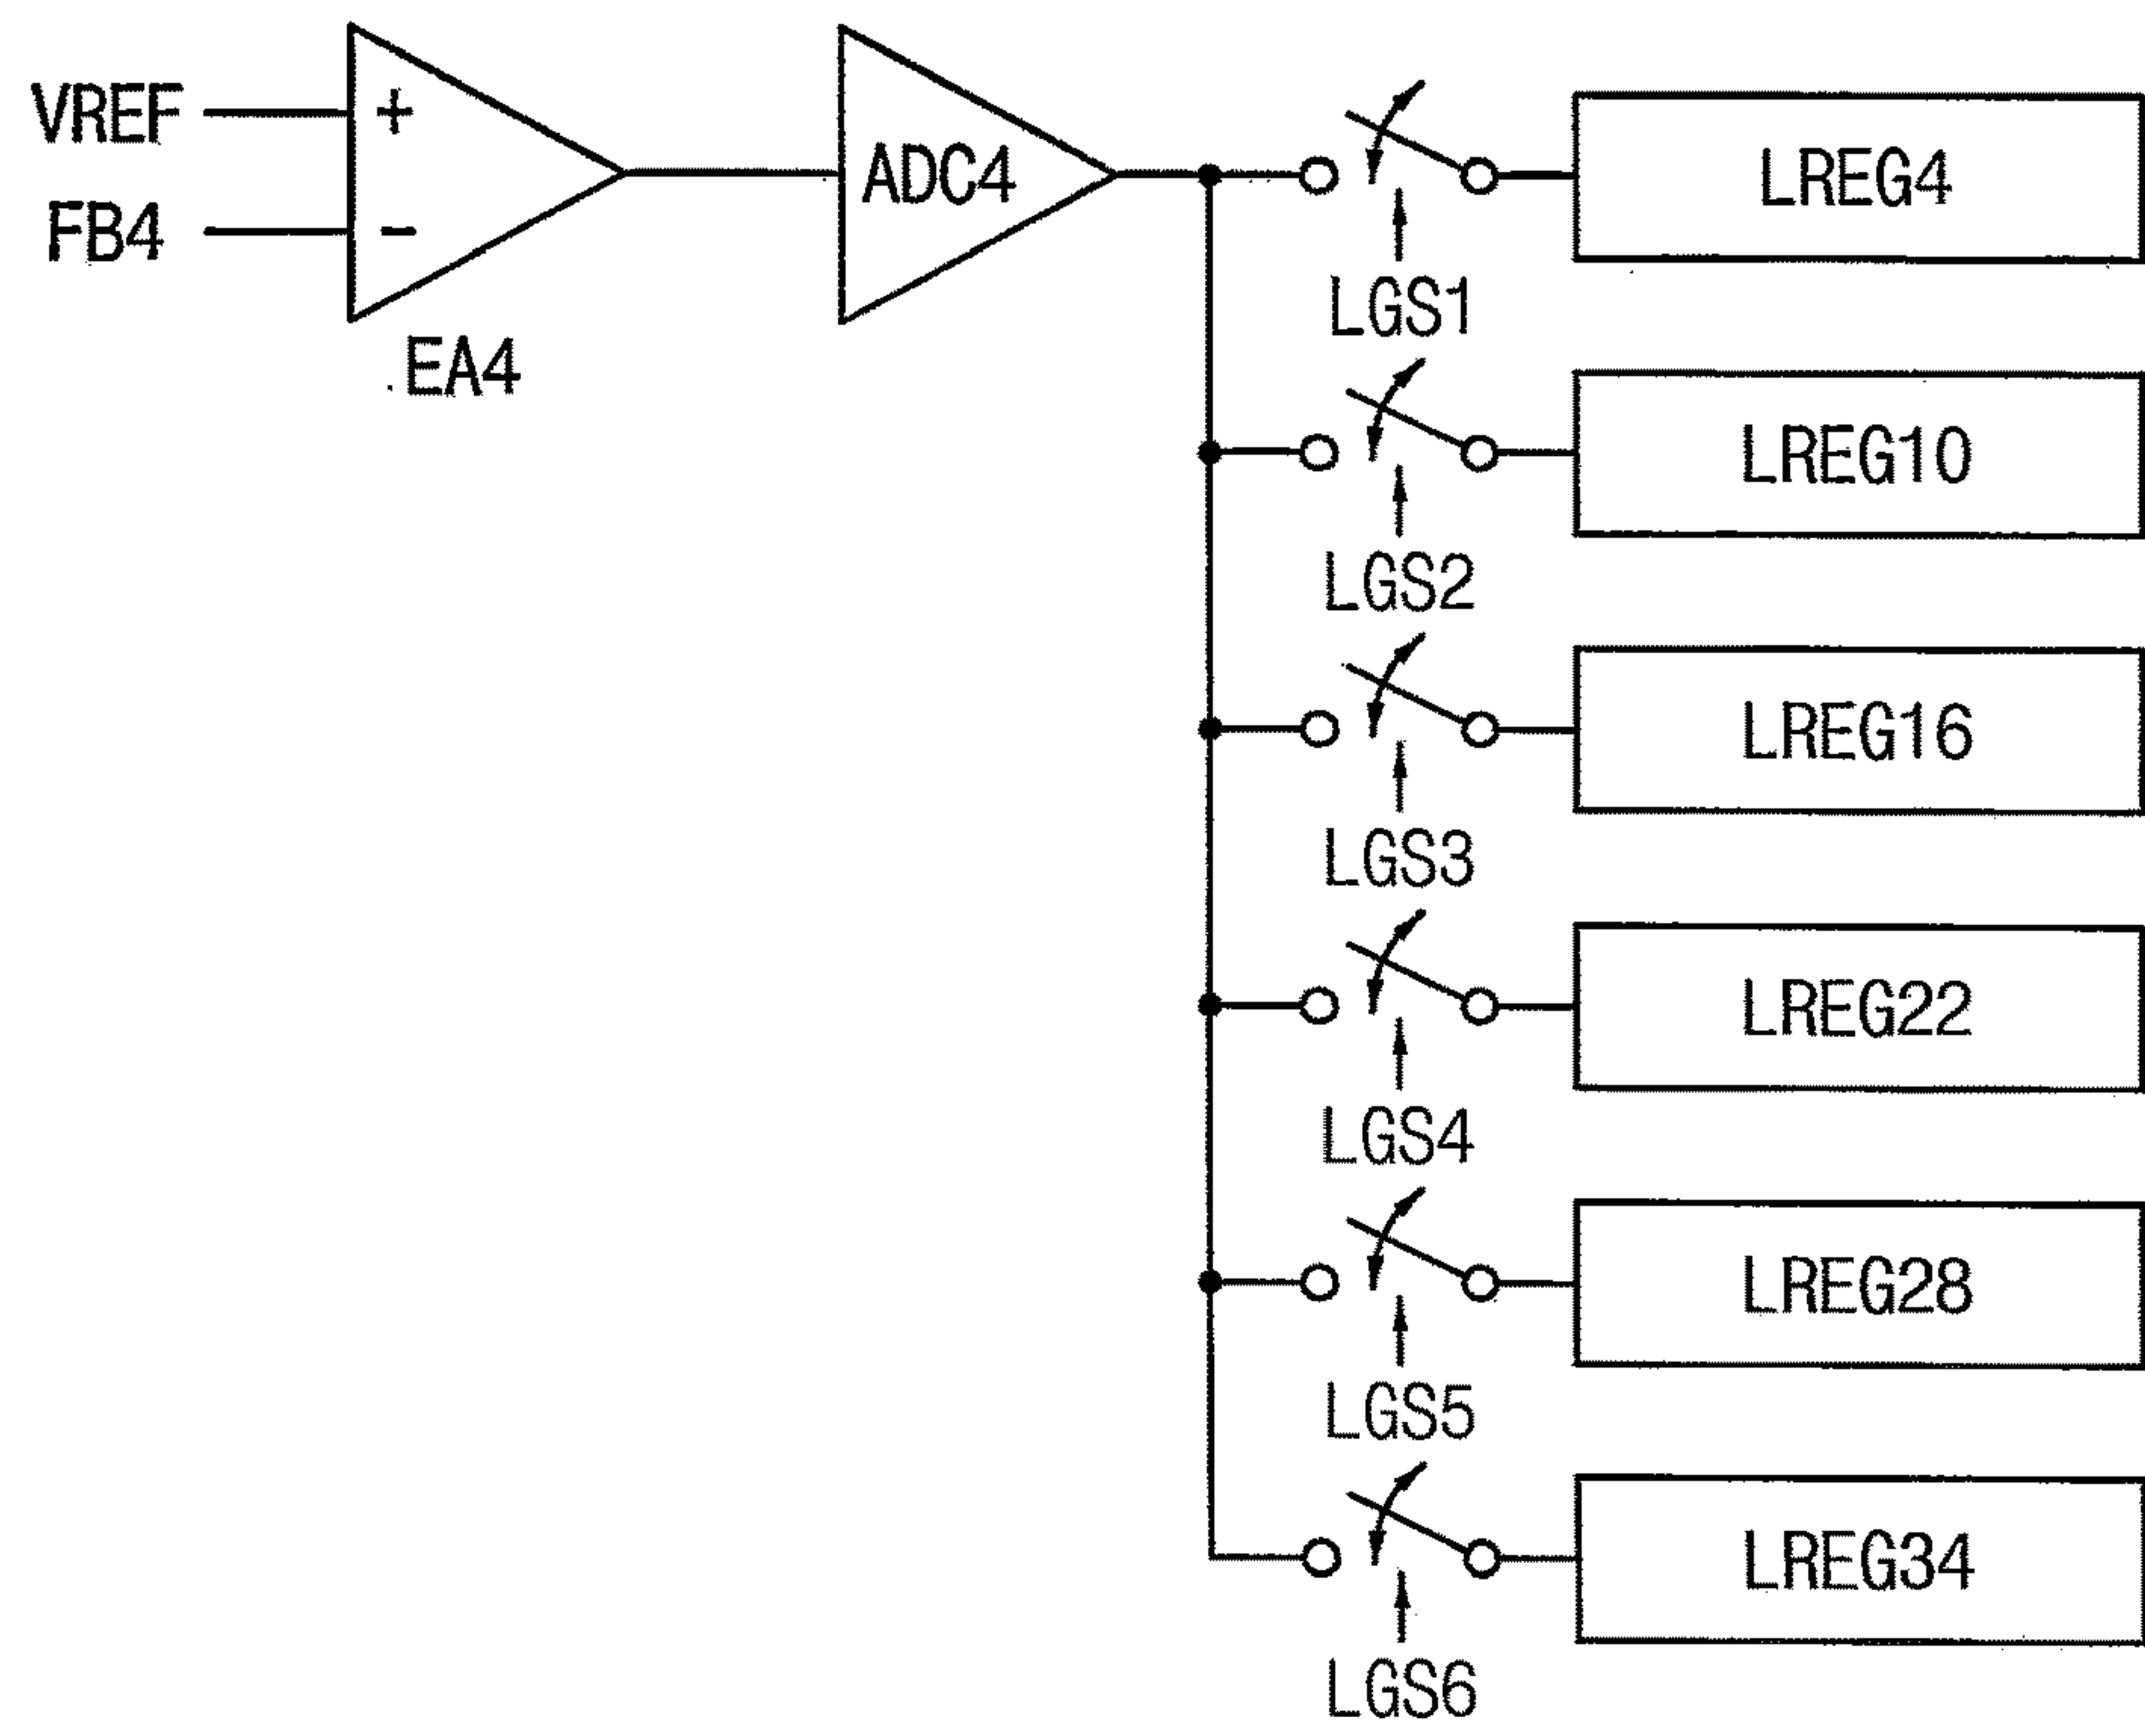 VREF
+
ADC4
LREG4
FB4
-
LGS1
EA4
LREG10
LGS2
LREG16
LGS3
LREG22
LGS4
LREG28
LGS5
LREG34
LGS6